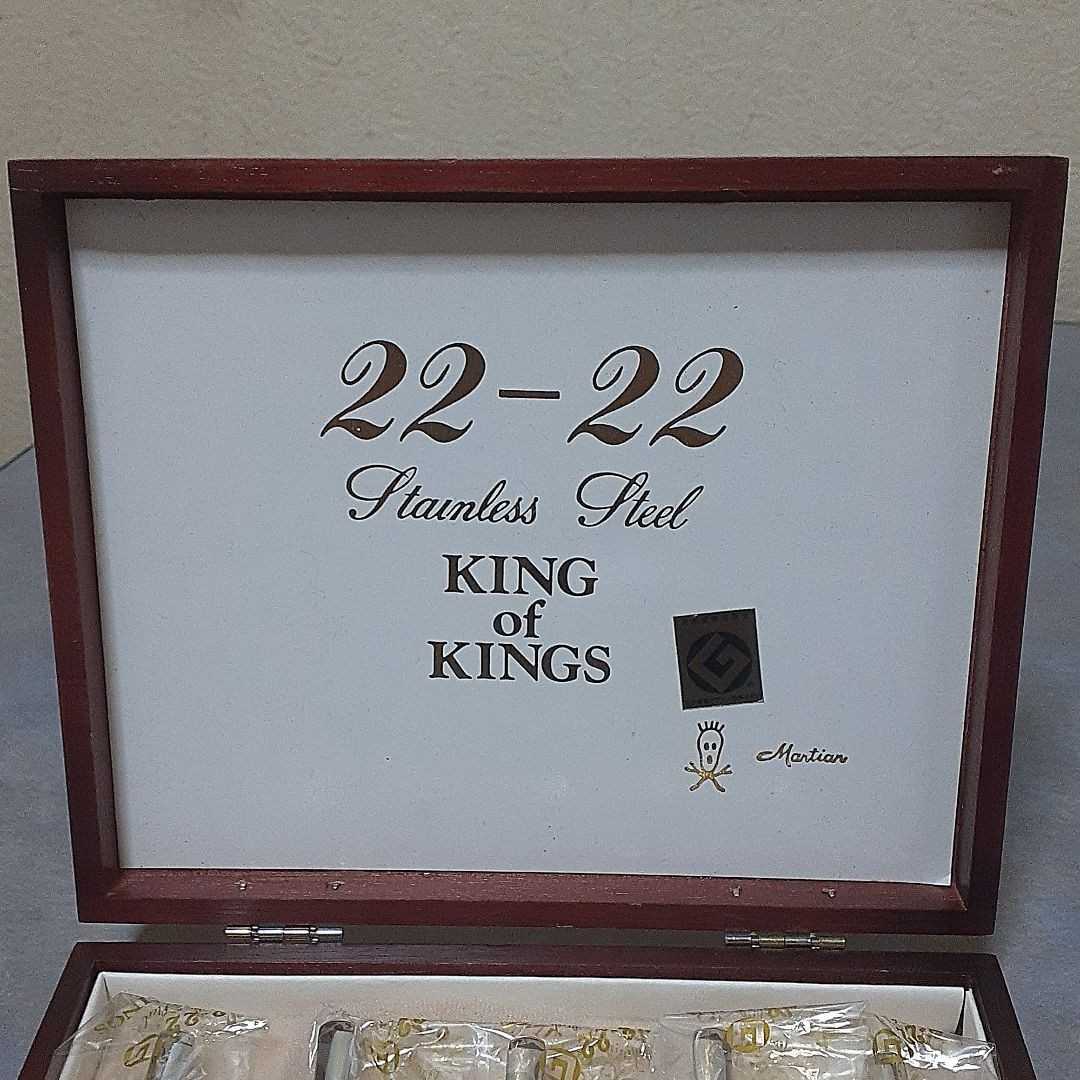 22-22
Stainless Steel
KING
of
KINGS
G
Martian